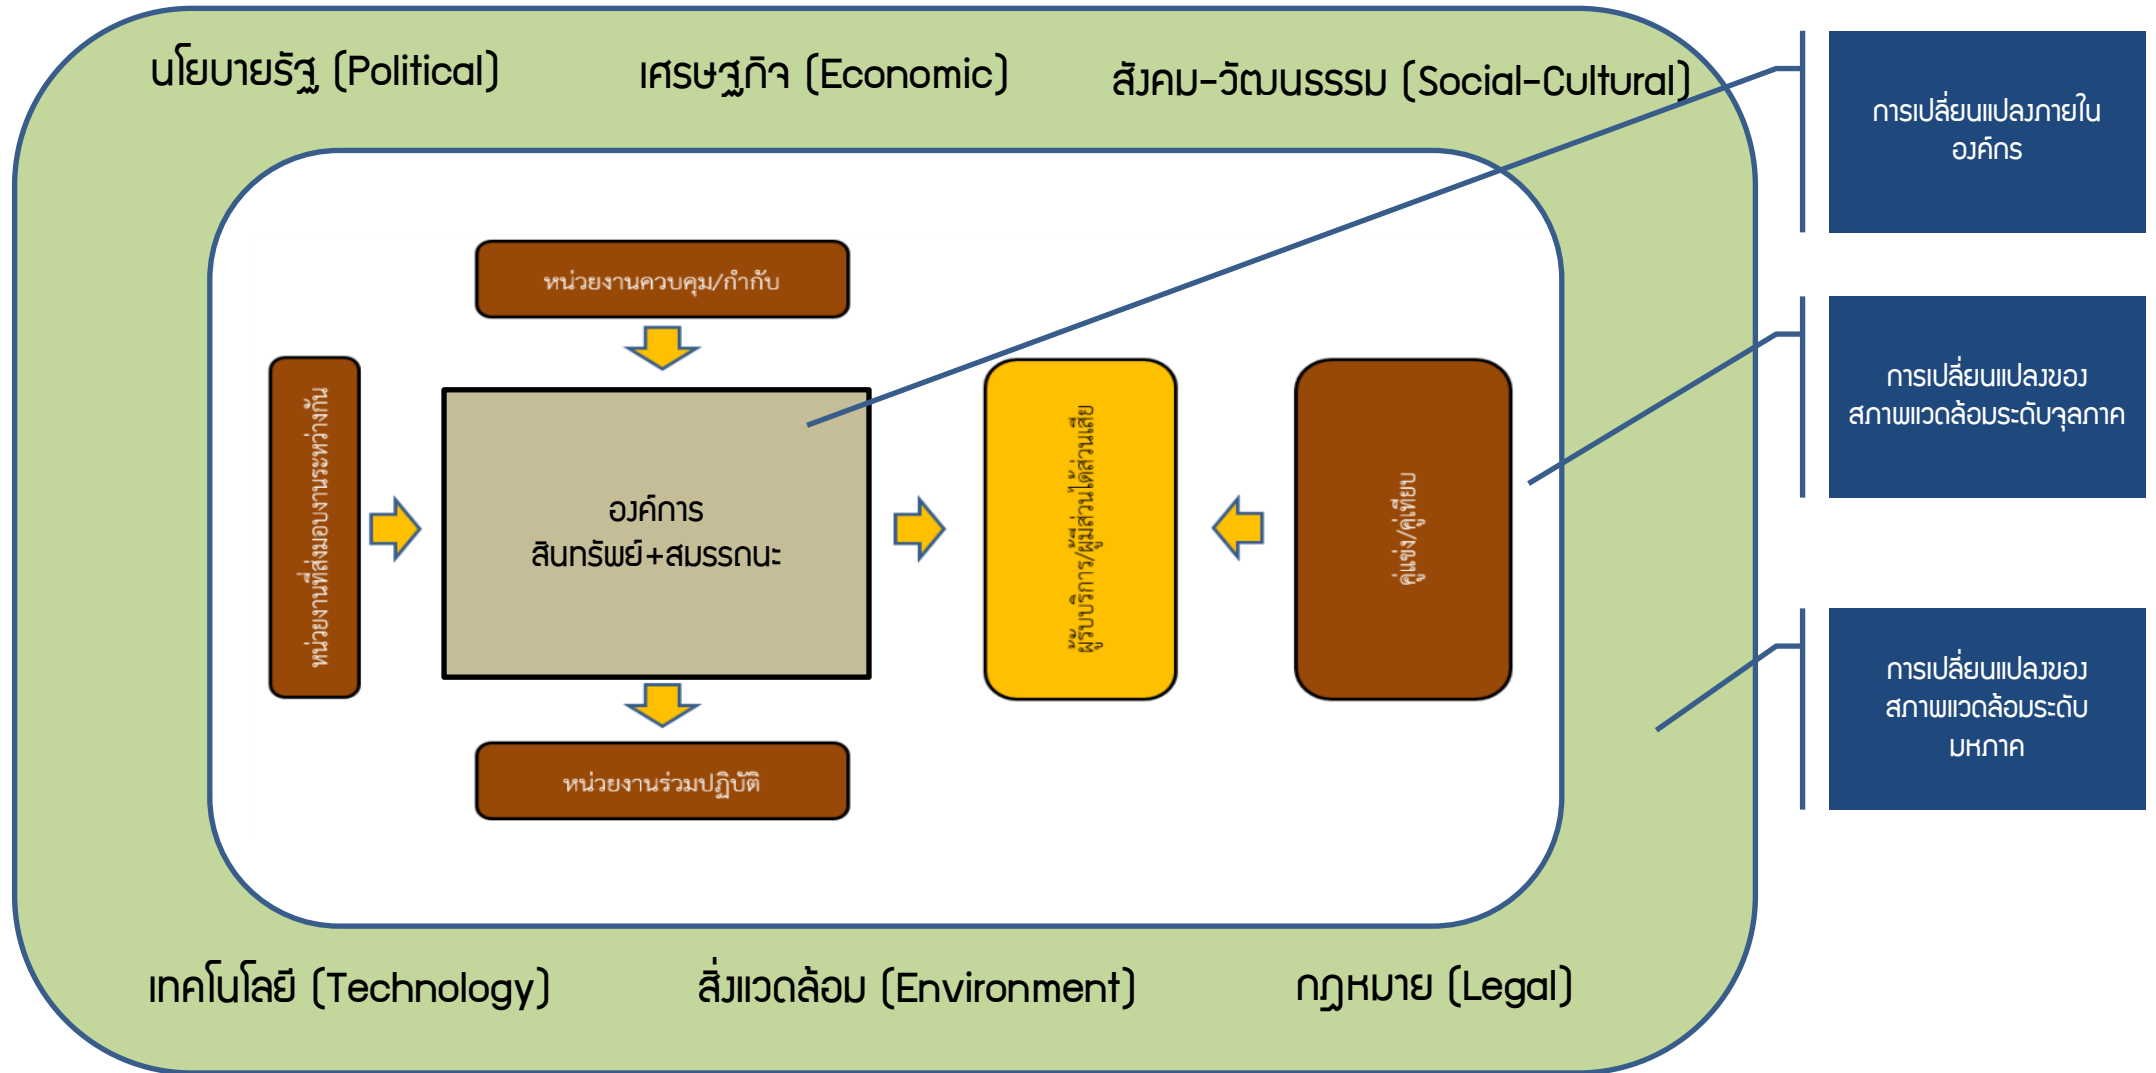 นโยบายรัฐ (Political)
เศรษฐกิจ (Economic)
สังคม-วัฒนธรรม (Social-Cultural)
การเปลี่ยนแปลงภายใน
องค์กร
หน่วยงานควบคุม/กำกับ
การเปลี่ยนแปลงของ
สภาพแวดล้อมระดับจุลภาค
หน่วยงานที่ส่งมอบงานระหว่างกัน
องค์การ
สินทรัพย์+สมรรถนะ
ผู้รับบริการ/ผู้มีส่วนได้ส่วนเสีย
คู่แข่ง/คู่เทียบ
การเปลี่ยนแปลงของ
สภาพแวดล้อมระดับ
มหภาค
หน่วยงานร่วมปฏิบัติ
เทคโนโลยี (Technology)
สิ่งแวดล้อม (Environment)
กฎหมาย (Legal)